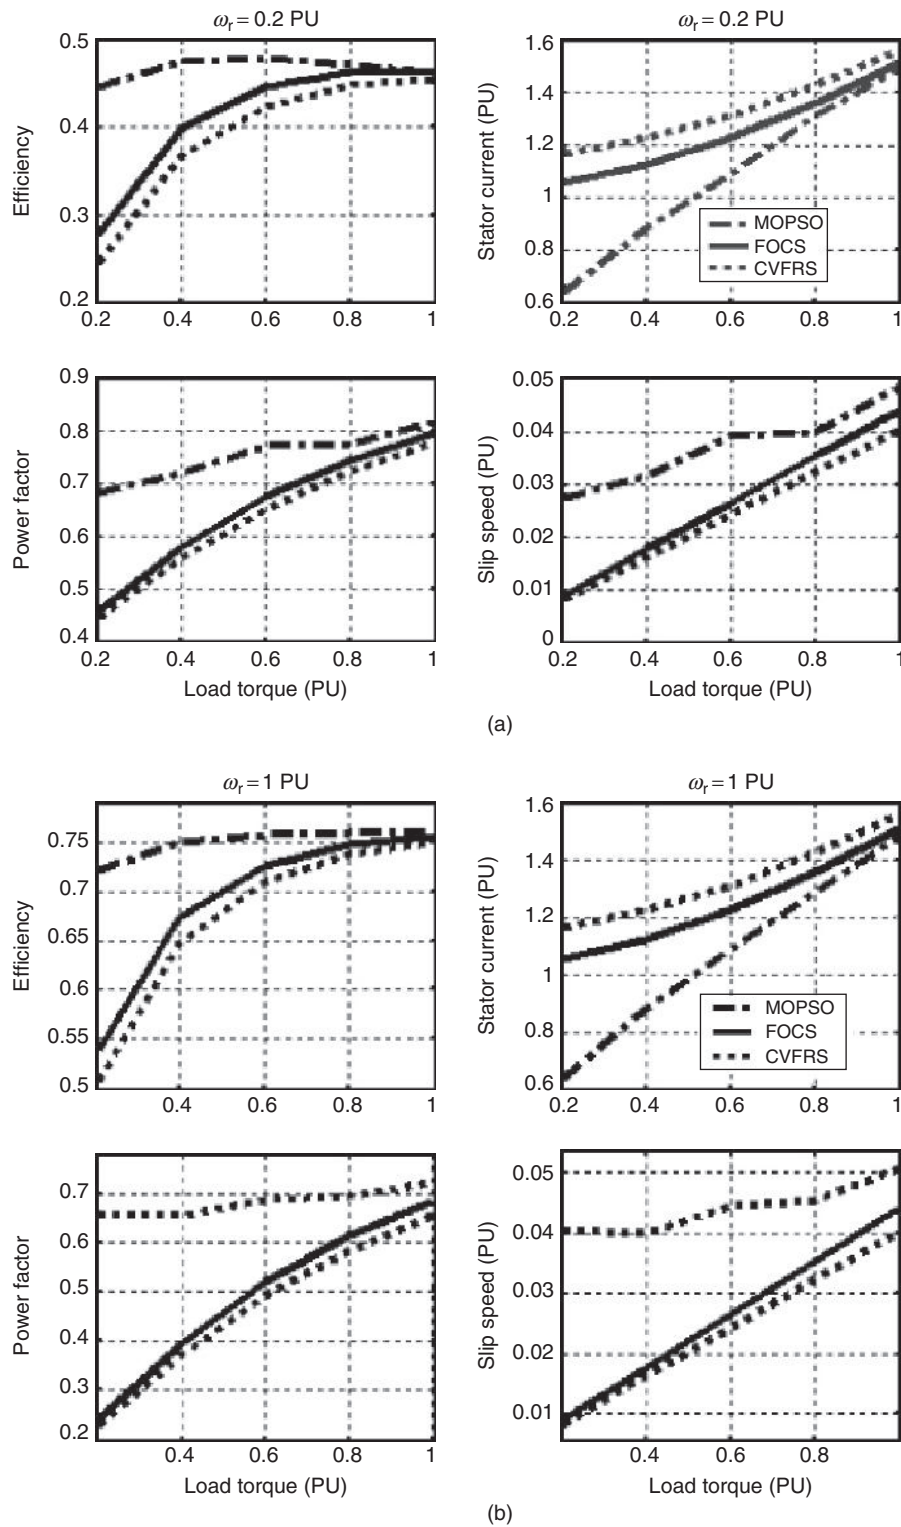 ωr = 0.2 PU
0.5
0.4
0.3
0.2
Efficiency
0.2 0.4 0.6 0.8 1
ωr = 0.2 PU
1.6
1.4
1.2
1
0.8
0.6
Stator current (PU)
MOPSO
FOCS
CVFRS
0.2 0.4 0.6 0.8 1
0.9
0.8
0.7
0.6
0.5
0.4
Power factor
0.2 0.4 0.6 0.8 1
Load torque (PU)
0.05
0.04
0.03
0.02
0.01
0
Slip speed (PU)
0.2 0.4 0.6 0.8 1
Load torque (PU)
(a)
ωr = 1 PU
0.75
0.7
0.65
0.6
0.55
0.5
Efficiency
0.4 0.6 0.8 1
ωr = 1 PU
1.6
1.4
1.2
1
0.8
0.6
Stator current (PU)
MOPSO
FOCS
CVFRS
0.2 0.4 0.6 0.8 1
0.7
0.6
0.5
0.4
0.3
0.2
Power factor
0.4 0.6 0.8 1
Load torque (PU)
0.05
0.04
0.03
0.02
0.01
Slip speed (PU)
0.4 0.6 0.8 1
Load torque (PU)
(b)